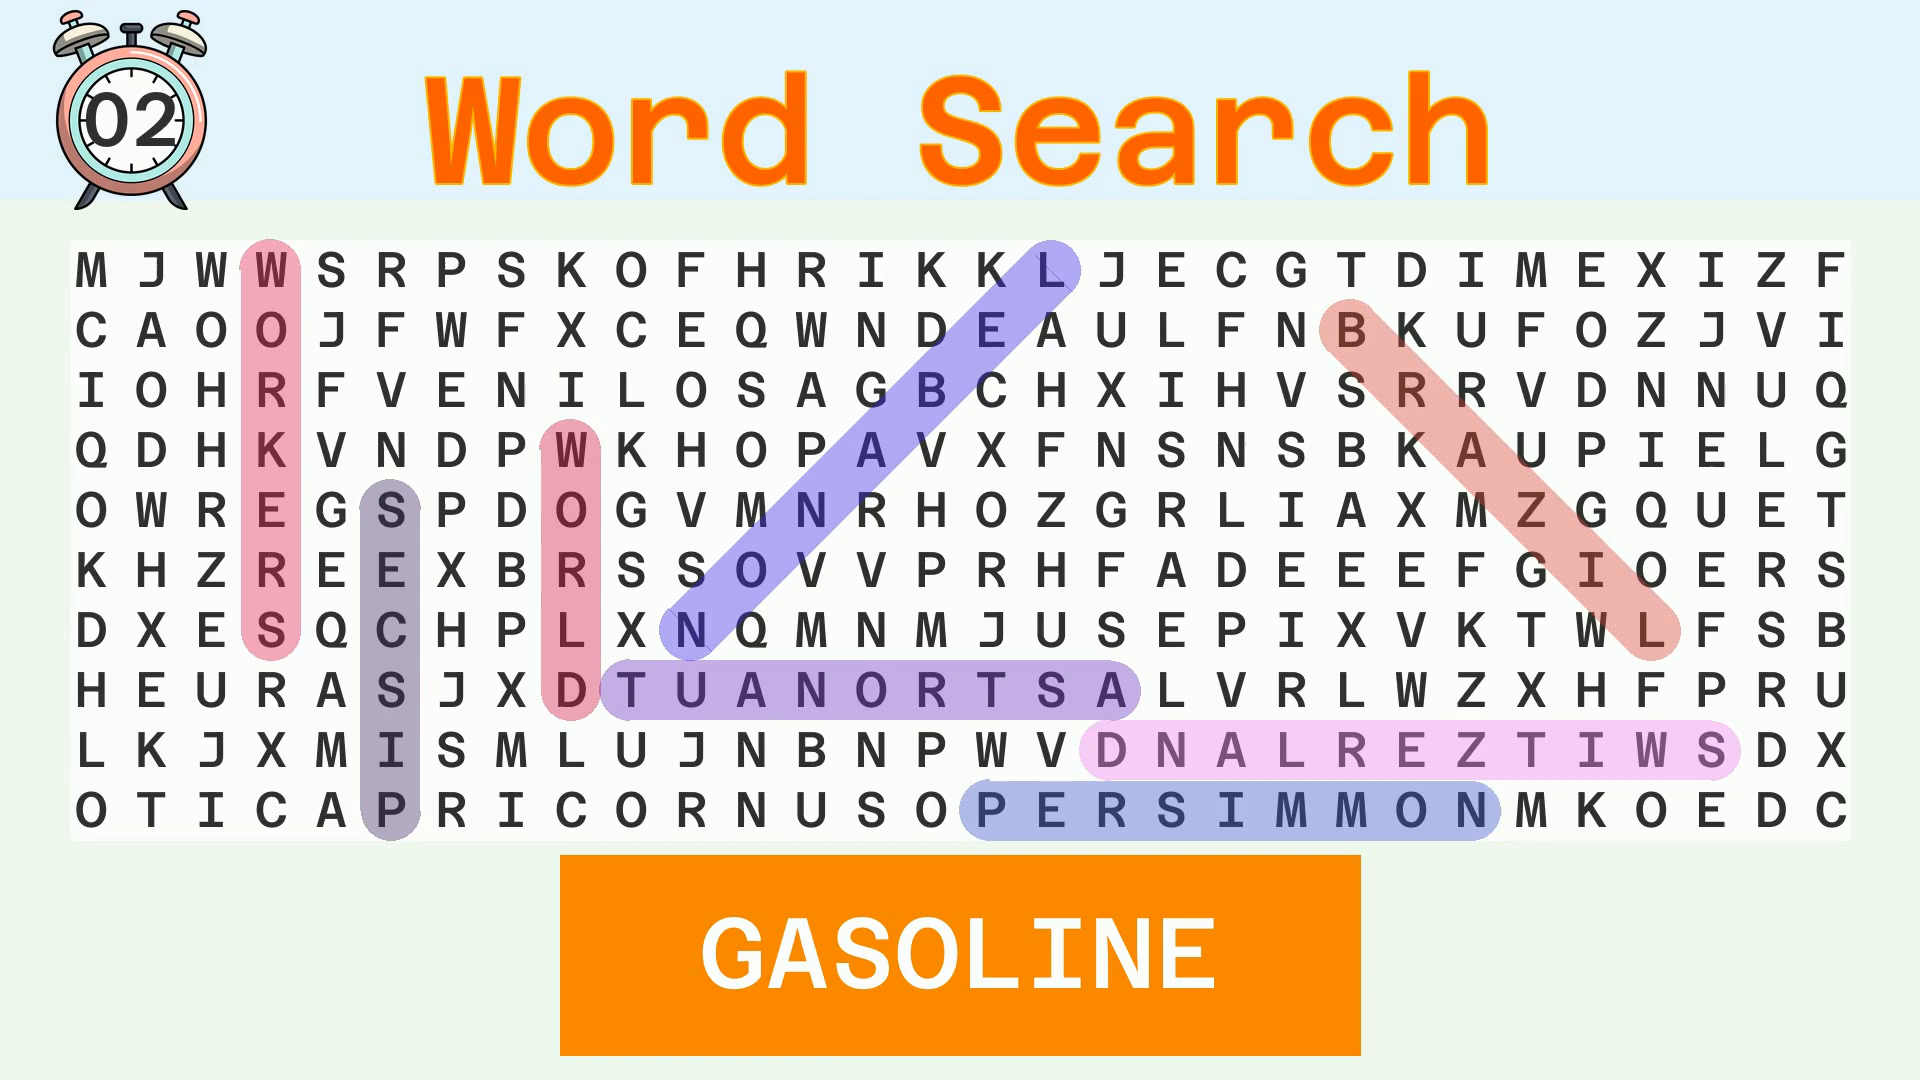 02
Word Search
M J W W S R P S K O F H R I K K L J E C G T D I M E X I Z F
C A O O J F W F X C E Q W N D E A U L F N B K U F O Z J V I
I O H R F V E N I L O S A G B C H X I H V S R R V D N N U Q
Q D H K V N D P W K H O P A V X F N S N S B K A U P I E L G
O W R E G S P D O G V M N R H O Z G R L I A X M Z G Q U E T
K H Z R E E X B R S S O V V P R H F A D E E E F G I O E R S
D X E S Q C H P L X N Q M N M J U S E P I X V K T W L F S B
H E U R A S J X D T U A N O R T S A L V R L W Z X H F P R U
L K J X M I S M L U J N B N P W V D N A L R E Z T I W S D X
O T I C A P R I C O R N U S O P E R S I M M O N M K O E D C
GASOLINE